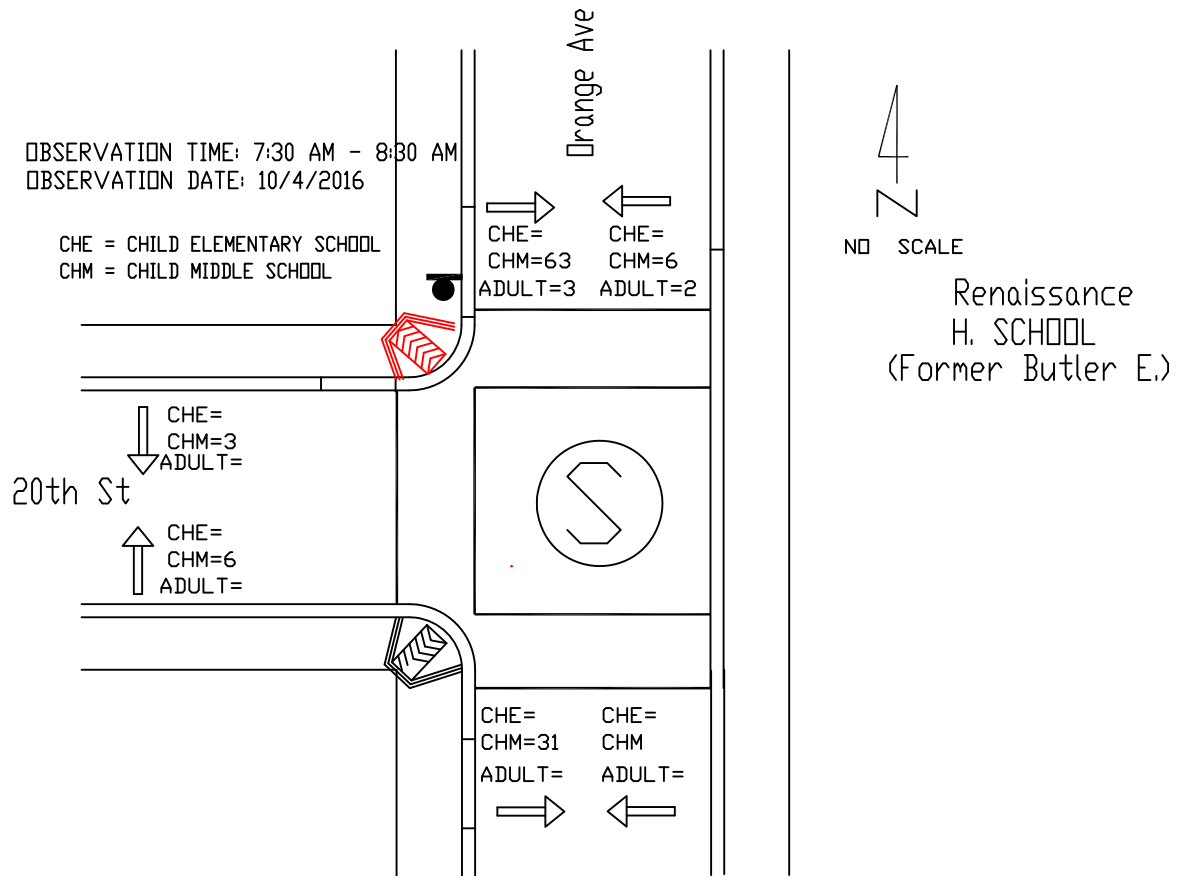 Orange Ave
OBSERVATION TIME: 7:30 AM - 8:30 AM
OBSERVATION DATE: 10/4/2016
CHE = CHILD ELEMENTARY SCHOOL
CHM = CHILD MIDDLE SCHOOL
CHE=
CHM=63
ADULT=3
CHE=
CHM=6
ADULT=2
N
NO SCALE
Renaissance
H. SCHOOL
(Former Butler E.)
CHE=
CHM=3
ADULT=
20th St
CHE=
CHM=6
ADULT=
S
CHE=
CHM=31
ADULT=
CHE=
CHM
ADULT=